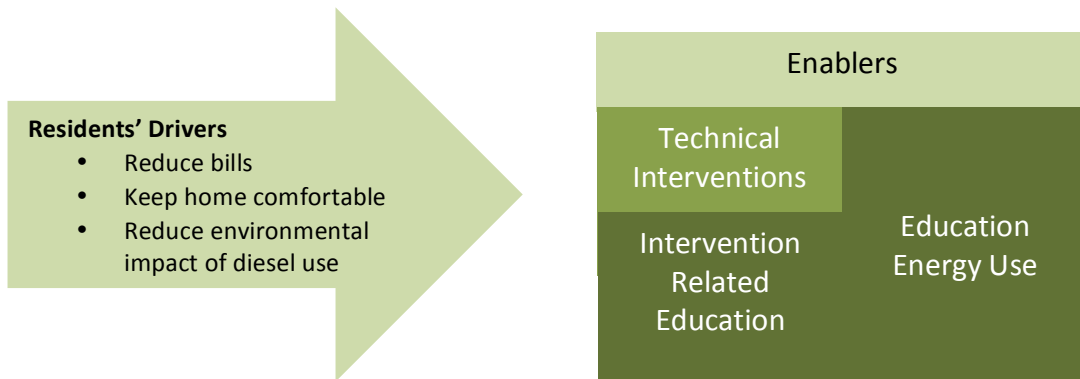 Residents’ Drivers
• Reduce bills
• Keep home comfortable
• Reduce environmental
impact of diesel use
Enablers
Technical
Interventions
Intervention
Related
Education
Education
Energy Use